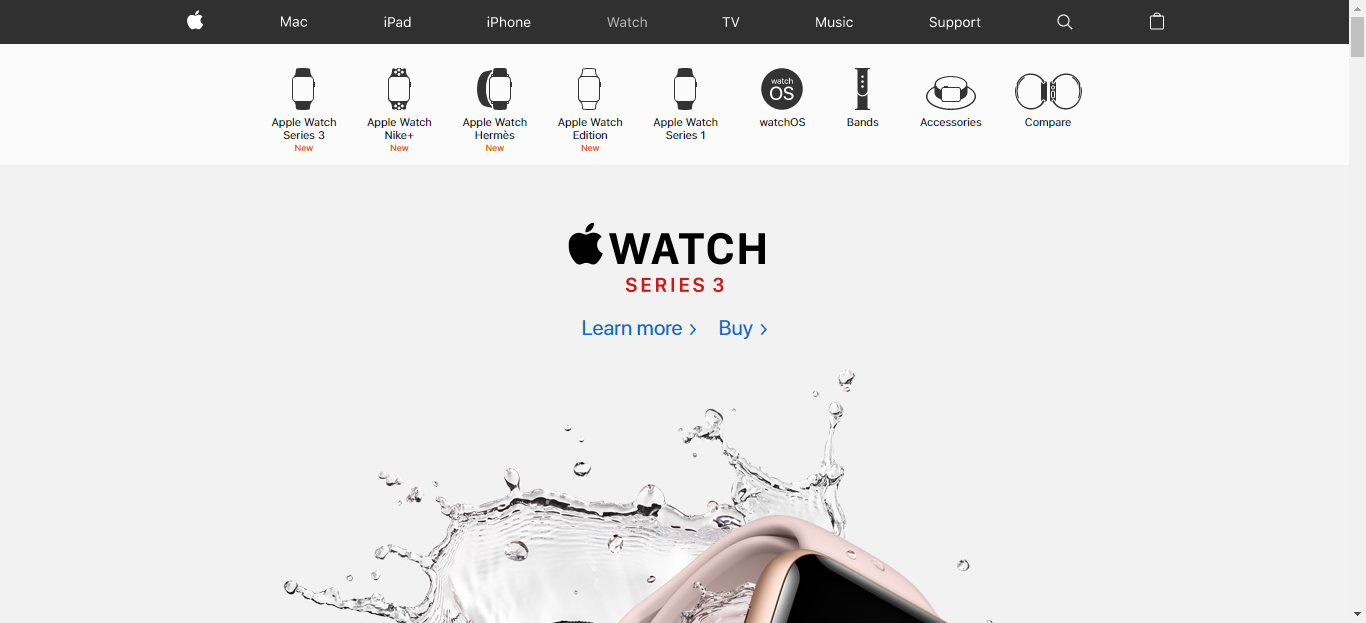 Mac iPad iPhone Watch TV Music Support
Apple Watch Series 3 New
Apple Watch Nike+ New
Apple Watch Hermès New
Apple Watch Edition New
Apple Watch Series 1
watch OS watchOS
Bands
Accessories
Compare
WATCH
SERIES 3
Learn more > Buy >